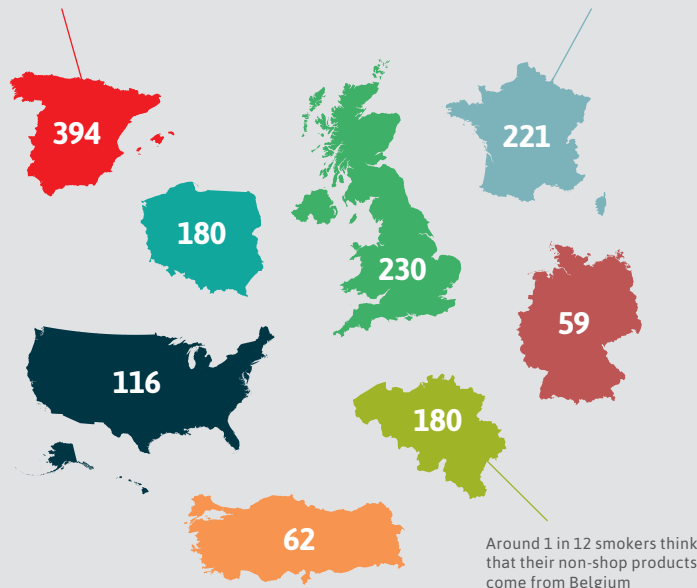 394
221
180
230
59
116
180
62
Around 1 in 12 smokers think
that their non-shop products
come from Belgium